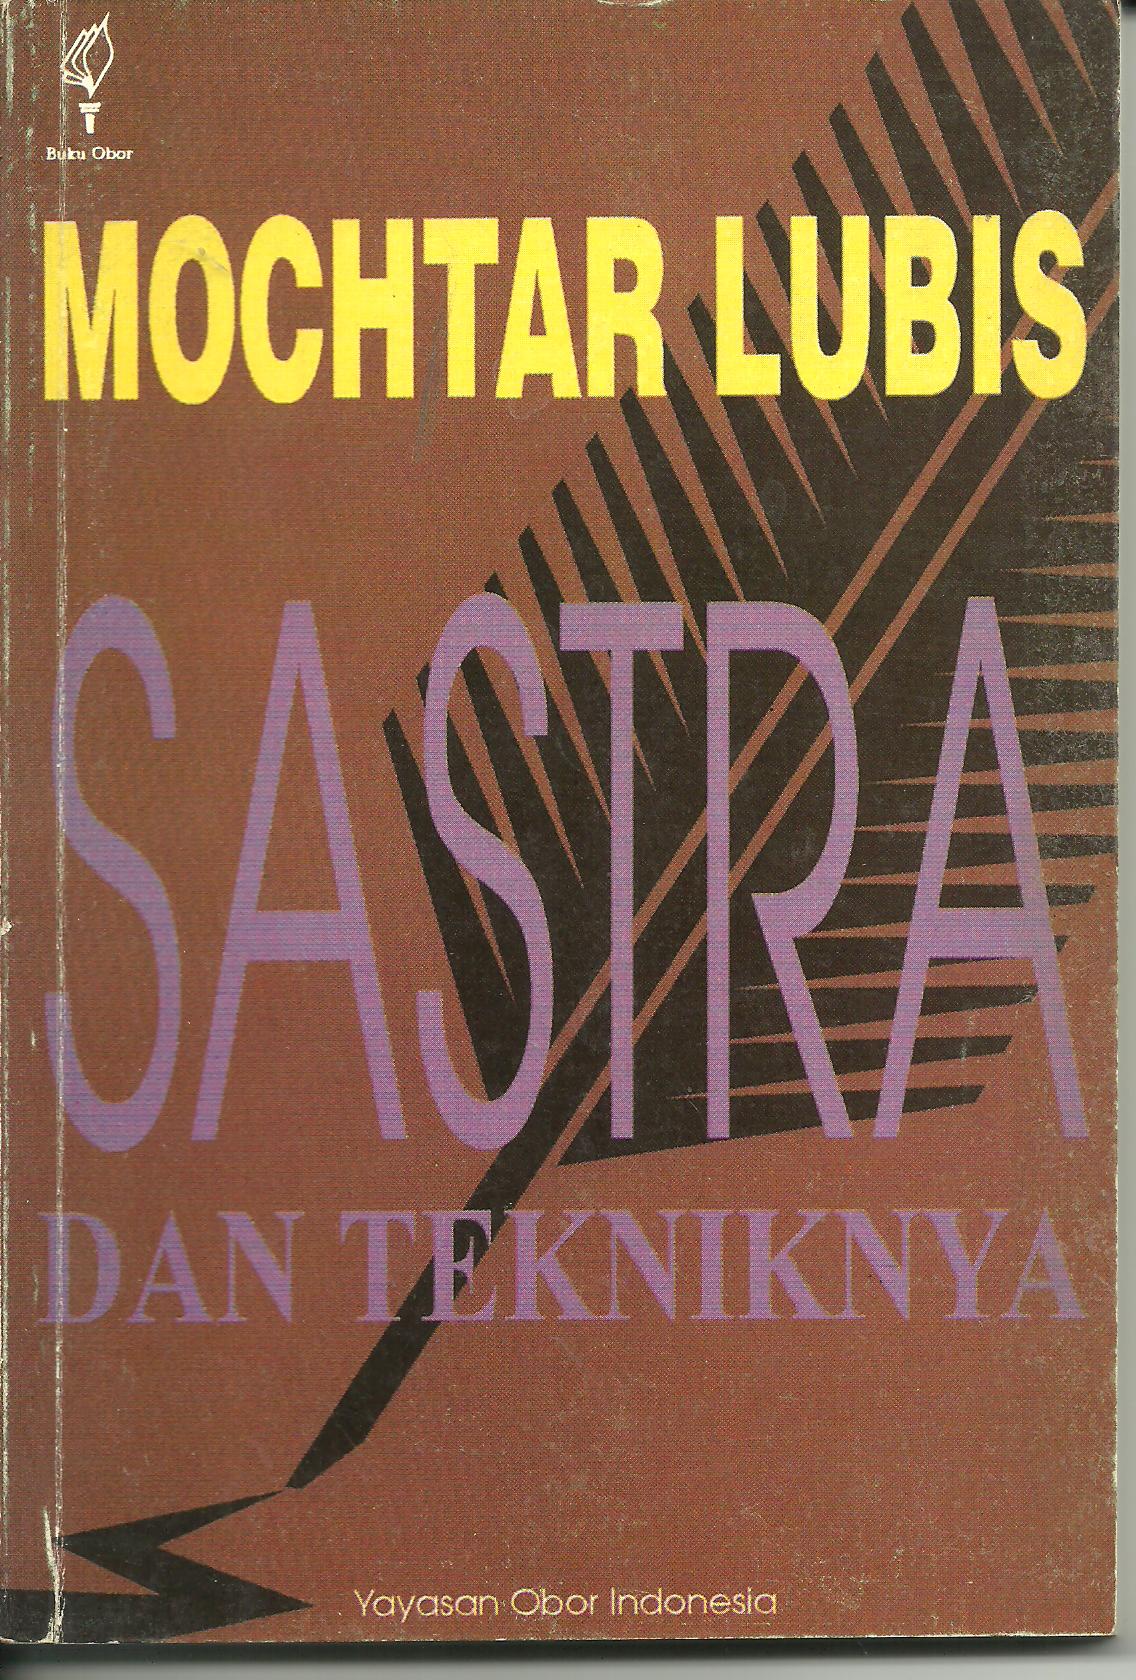 Buku Obor
MOCHTAR LUBIS
SASTRA
DAN TEKNIKNYA
Yayasan Obor Indonesia